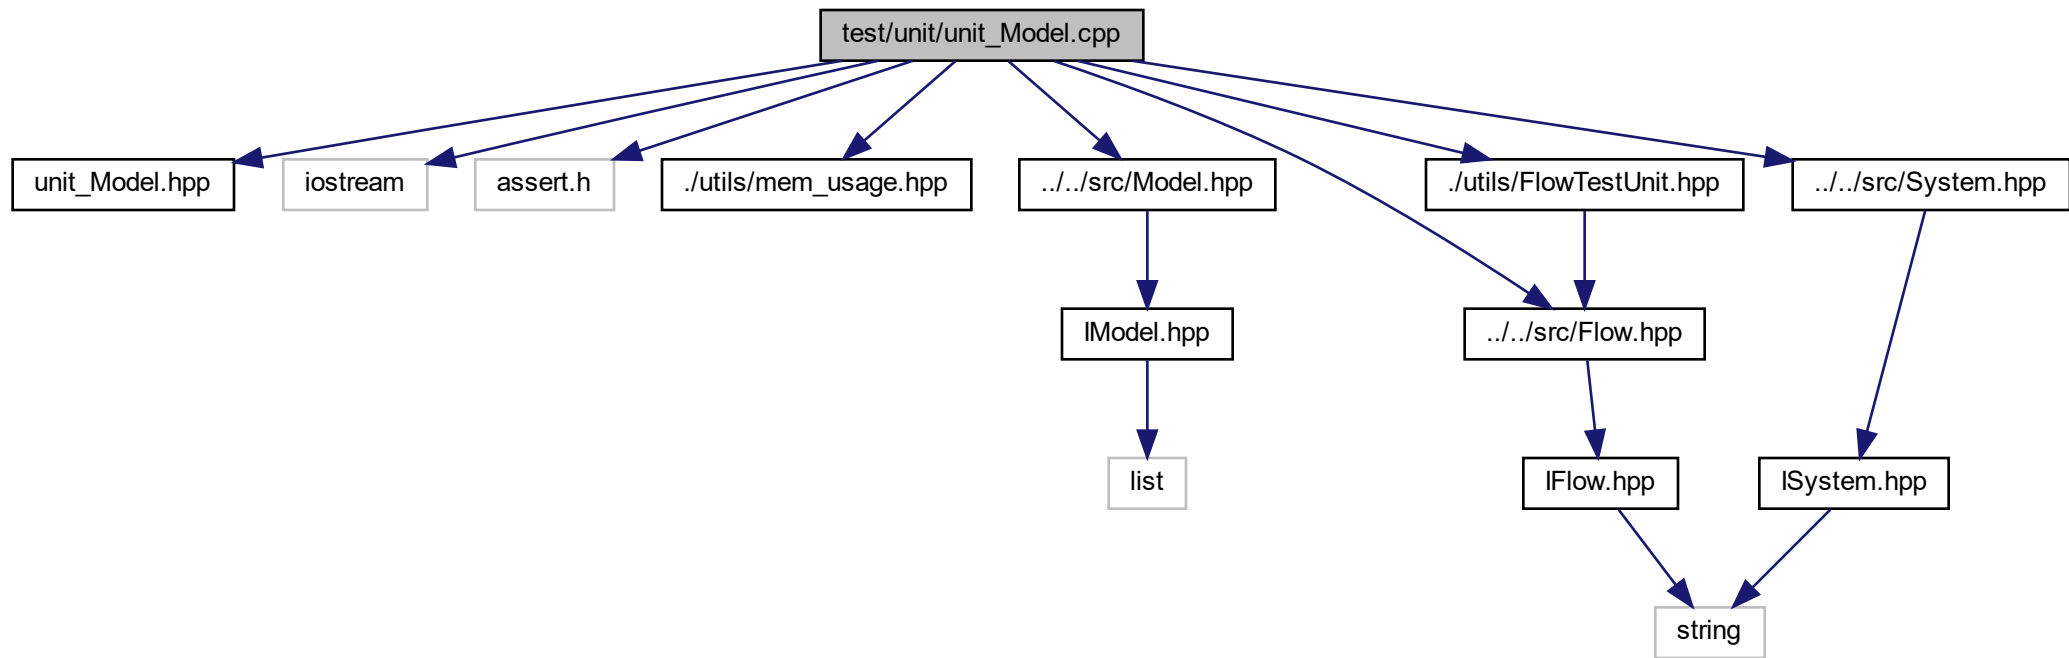 test/unit/unit_Model.cpp
unit_Model.hpp
iostream
assert.h
./utils/mem_usage.hpp
../../src/Model.hpp
./utils/FlowTestUnit.hpp
../../src/System.hpp
IModel.hpp
../../src/Flow.hpp
list
IFlow.hpp
ISystem.hpp
string